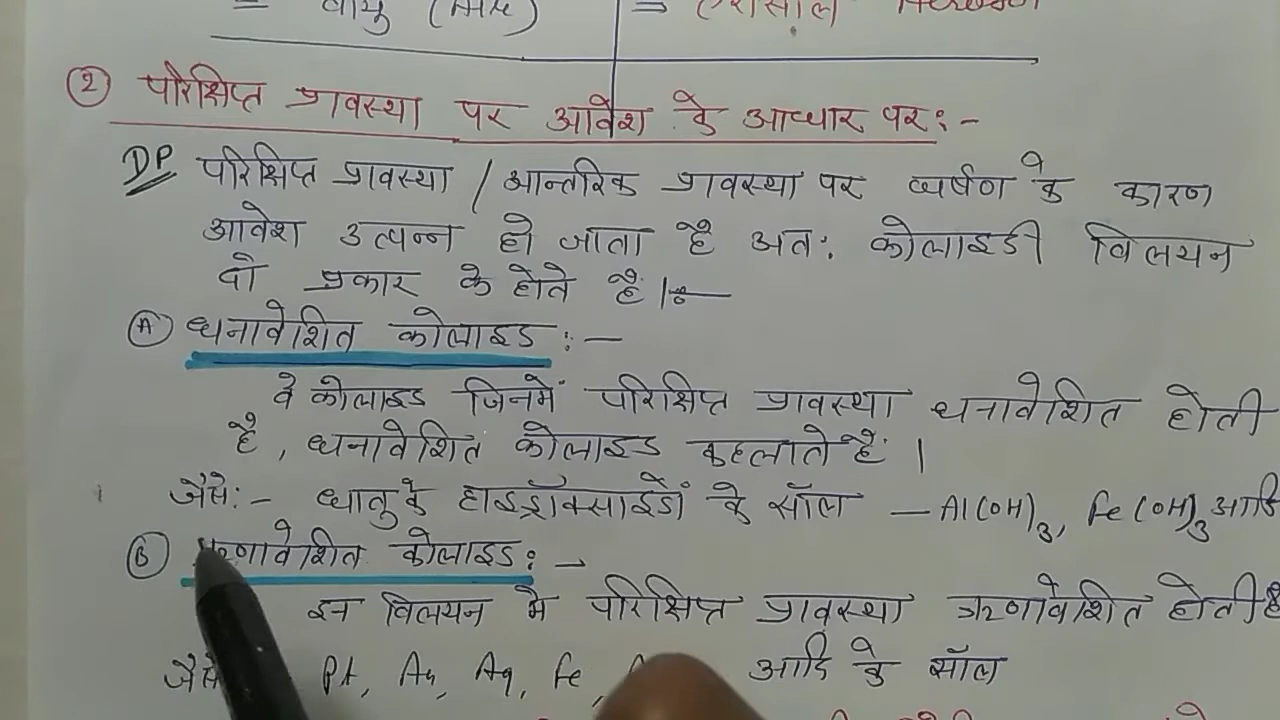 = वायु (Air) ⇒ एरोसॉल
② परिक्षिप्त प्रावस्था पर आवेश के आधार पर:-
DP परिक्षिप्त प्रावस्था / आन्तरिक प्रावस्था पर घर्षण के कारण
आवेश उत्पन्न हो जाता है अत: कोलाइडी विलयन
दो प्रकार के होते है।:-
(A) धनावेशित कोलाइड :-
वे कोलाइड जिनमें परिक्षिप्त प्रावस्था धनावेशित होती
है, धनावेशित कोलाइड कहलाते है।
जैसे:- धातु के हाइड्रॉक्साइडों के सॉल - Al(OH)3, Fe(OH)3 आदि
(B) ऋणावेशित कोलाइड: -
इन विलयन मे परिक्षिप्त प्रावस्था ऋणावेशित होती है
जैसे Pt, Au, Ag, Fe, आदि के सॉल